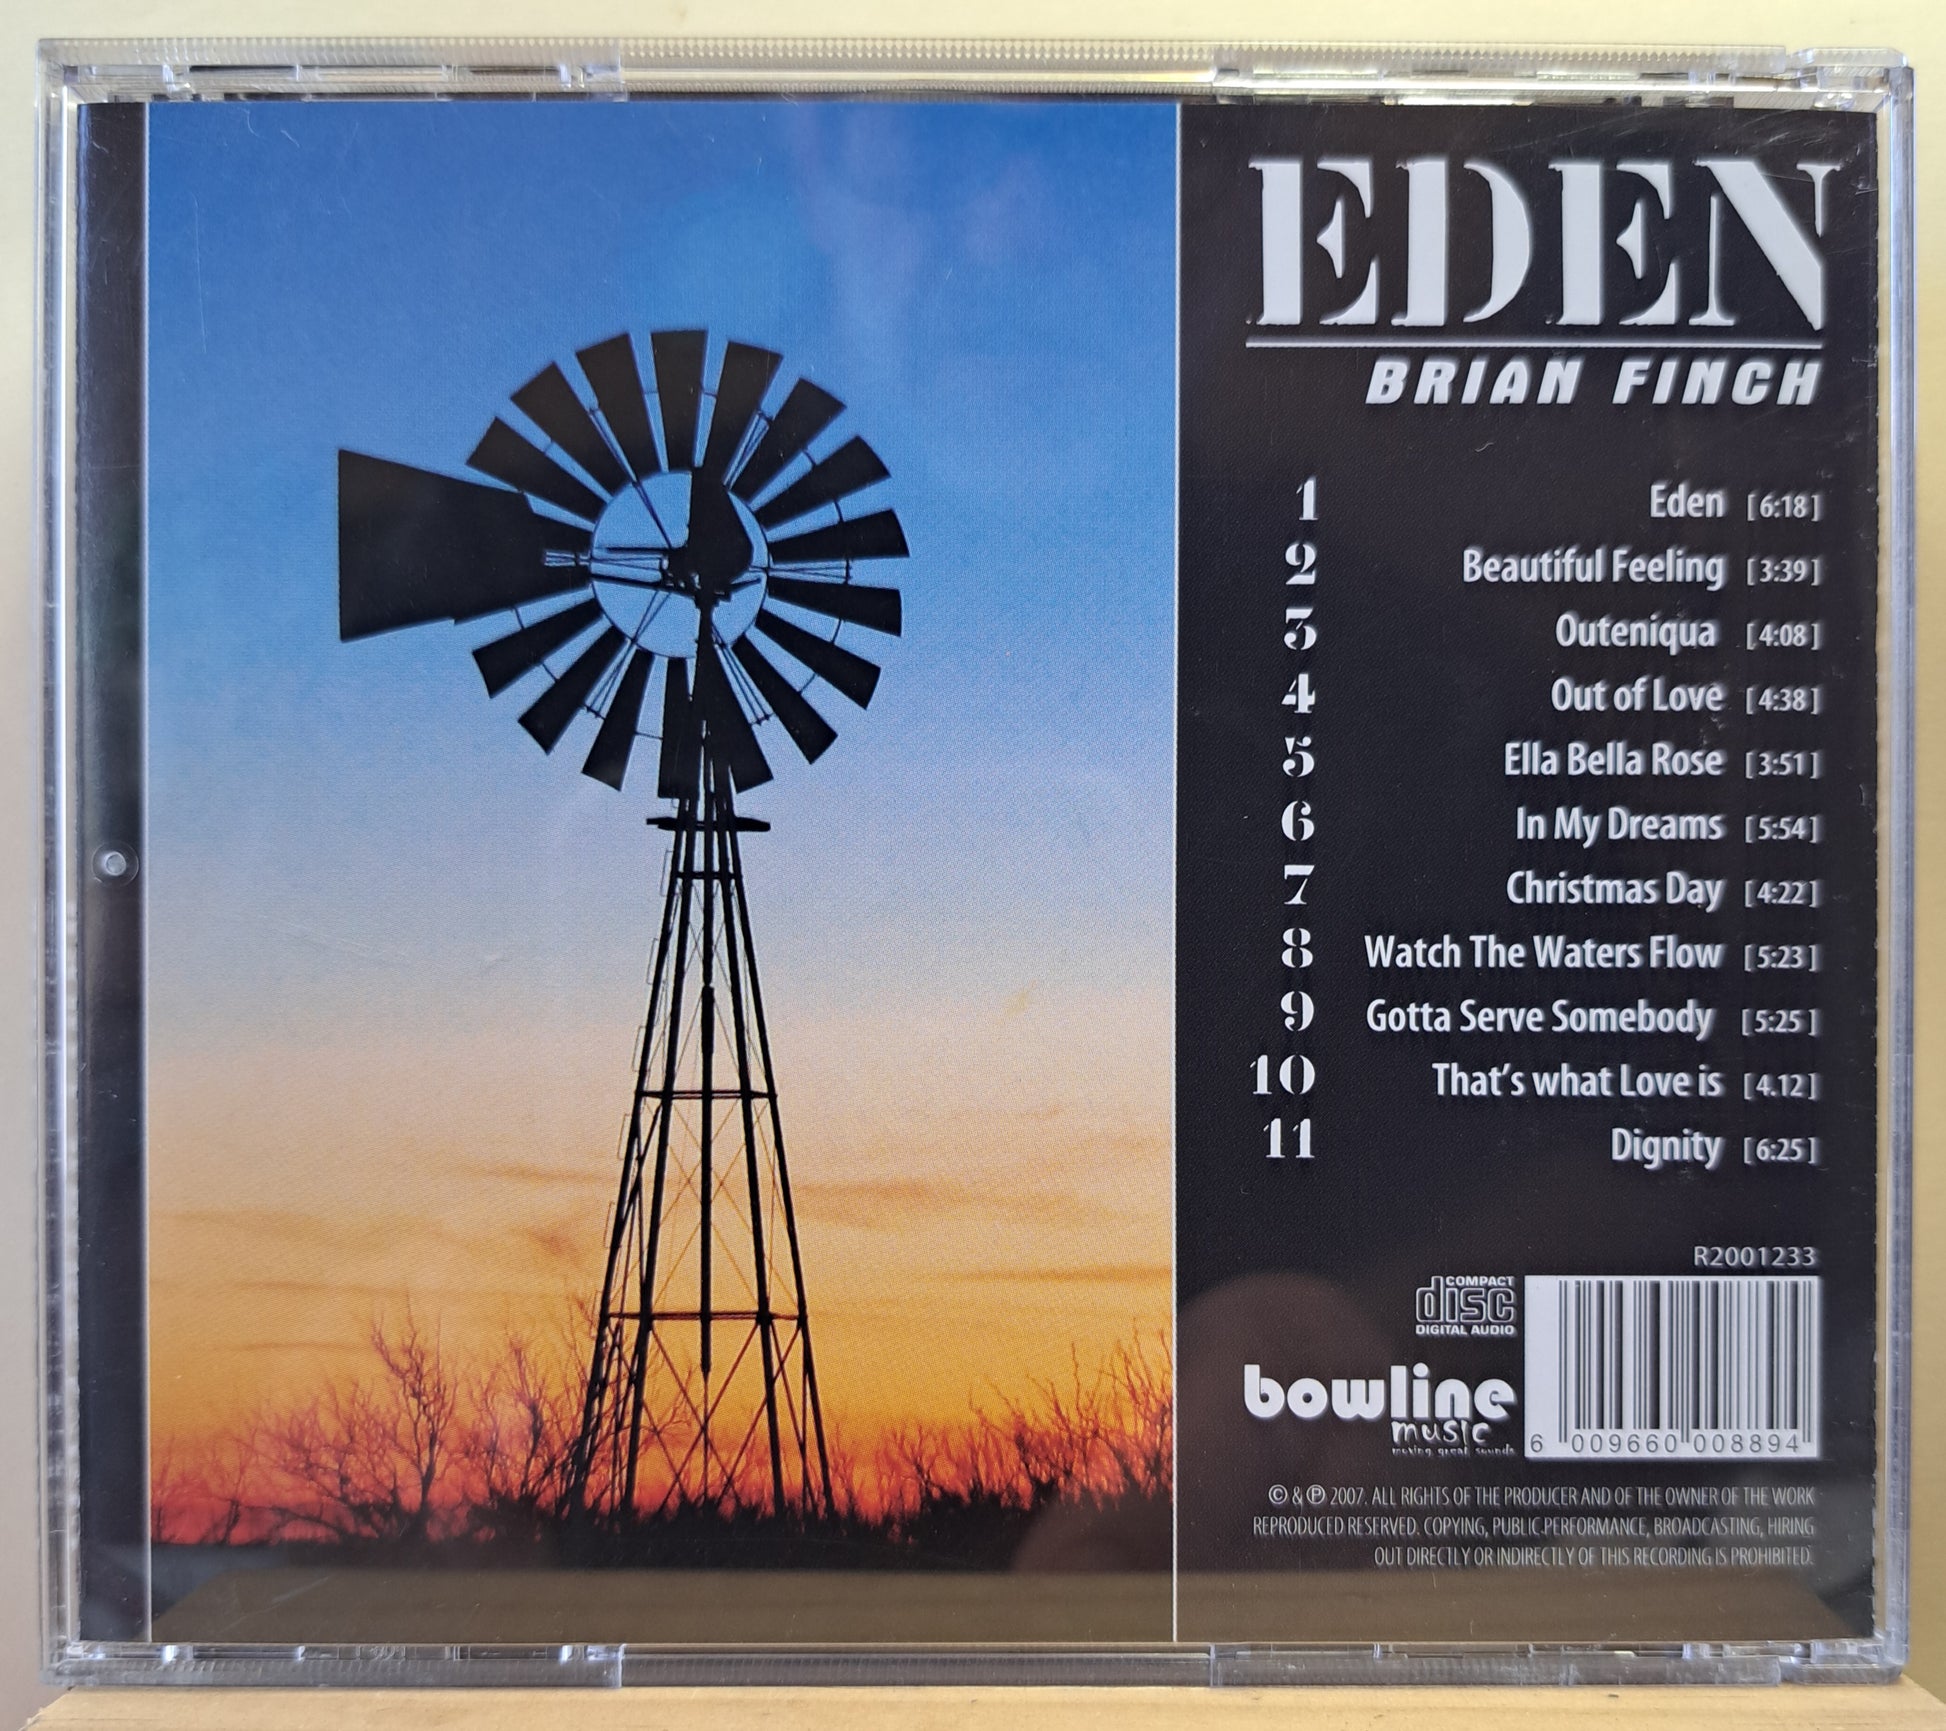 EDEN
BRIAN FINCH
1 Eden [6:18]
2 Beautiful Feeling [3:39]
3 Outeniqua [4:08]
4 Out of Love [4:38]
5 Ella Bella Rose [3:51]
6 In My Dreams [5:54]
7 Christmas Day [4:22]
8 Watch The Waters Flow [5:23]
9 Gotta Serve Somebody [5:25]
10 That's what Love is [4.12]
11 Dignity [6:25]
R2001233
COMPACT
disc
DIGITAL AUDIO
bowline
music
making great sounds
6 009660 008894
© & ℗ 2007. ALL RIGHTS OF THE PRODUCER AND OF THE OWNER OF THE WORK
REPRODUCED RESERVED. COPYING, PUBLIC PERFORMANCE, BROADCASTING, HIRING
OUT DIRECTLY OR INDIRECTLY OF THIS RECORDING IS PROHIBITED.